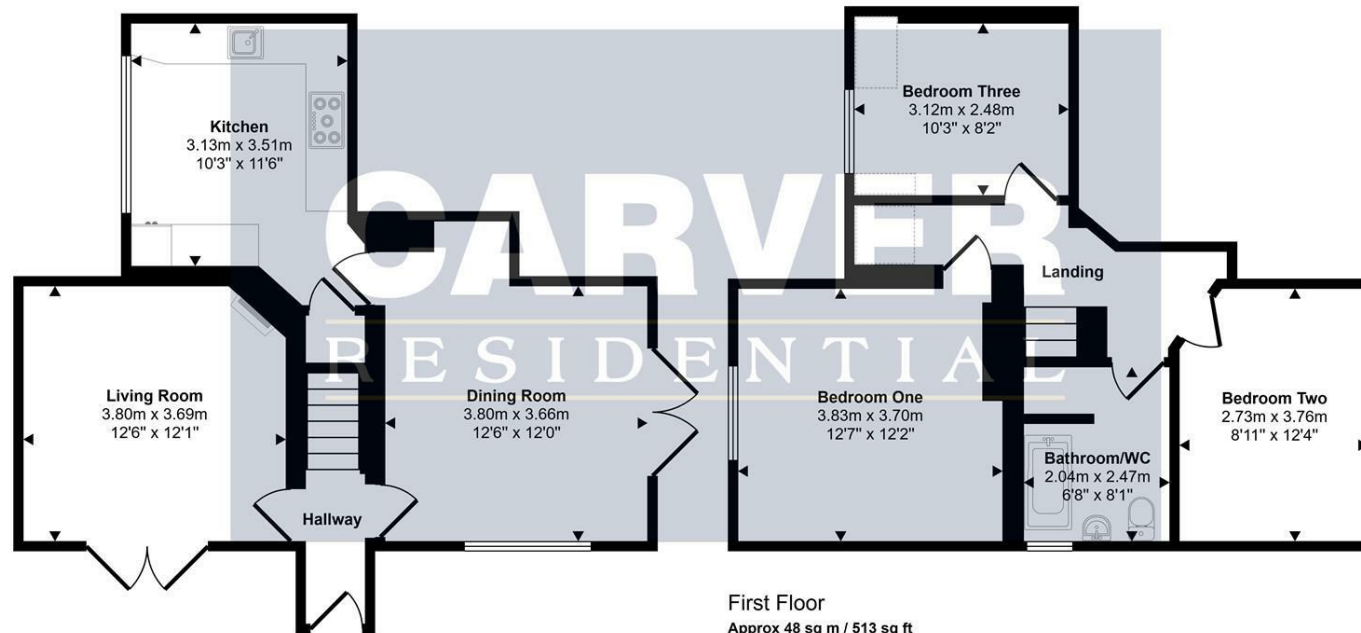 Kitchen
3.13m x 3.51m
10'3" x 11'6"
Bedroom Three
3.12m x 2.48m
10'3" x 8'2"
CARVER
RESIDENTIAL
Landing
Living Room
3.80m x 3.69m
12'6" x 12'1"
Dining Room
3.80m x 3.66m
12'6" x 12'0"
Bedroom One
3.83m x 3.70m
12'7" x 12'2"
Bedroom Two
2.73m x 3.76m
8'11" x 12'4"
Bathroom/WC
2.04m x 2.47m
6'8" x 8'1"
Hallway
First Floor
Approx 48 sq m / 513 sq ft